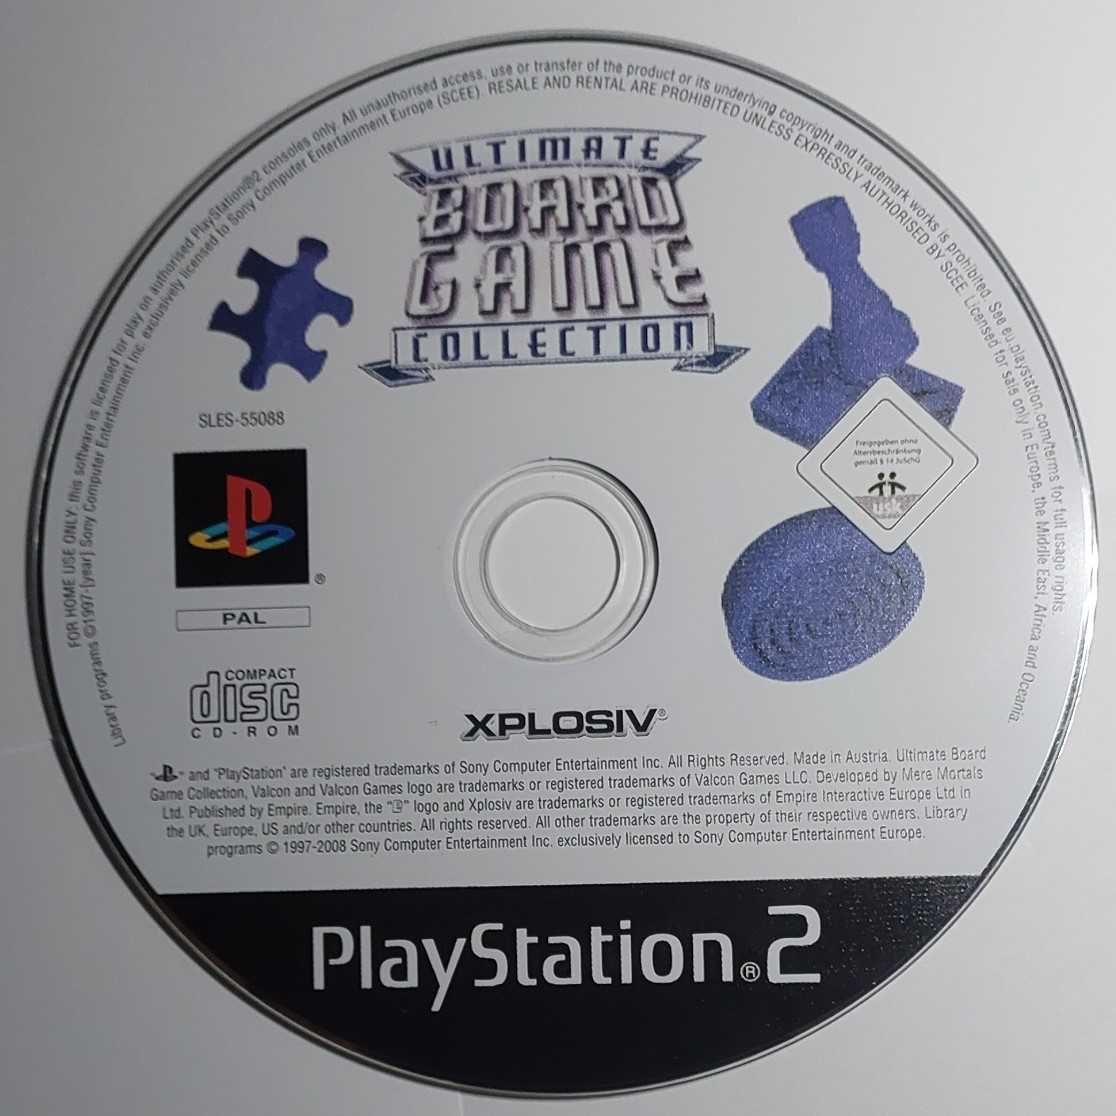 FOR HOME USE ONLY: this software is licensed for play on authorised PlayStation®2 consoles only. All unauthorised access, use or transfer of the product or its underlying copyright and trademark works is prohibited. See eu.playstation.com/terms for full usage rights.
Library programs ©1997-[year] Sony Computer Entertainment Inc. exclusively licensed to Sony Computer Entertainment Europe (SCEE). RESALE AND RENTAL ARE PROHIBITED UNLESS EXPRESSLY AUTHORISED BY SCEE. Licensed for sale only in Europe, the Middle East, Africa and Oceania.
ULTIMATE
BOARD
GAME
COLLECTION
SLES-55088
Freigegeben ohne
Altersbeschränkung
gemäß § 14 JuSchG
usk
®
PAL
COMPACT
disc
CD-ROM
XPLOSIV®
"PS" and "PlayStation" are registered trademarks of Sony Computer Entertainment Inc. All Rights Reserved. Made in Austria. Ultimate Board
Game Collection, Valcon and Valcon Games logo are trademarks or registered trademarks of Valcon Games LLC. Developed by Mere Mortals
Ltd. Published by Empire. Empire, the "E" logo and Xplosiv are trademarks or registered trademarks of Empire Interactive Europe Ltd in
the UK, Europe, US and/or other countries. All rights reserved. All other trademarks are the property of their respective owners. Library
programs © 1997-2008 Sony Computer Entertainment Inc. exclusively licensed to Sony Computer Entertainment Europe.
PlayStation®2